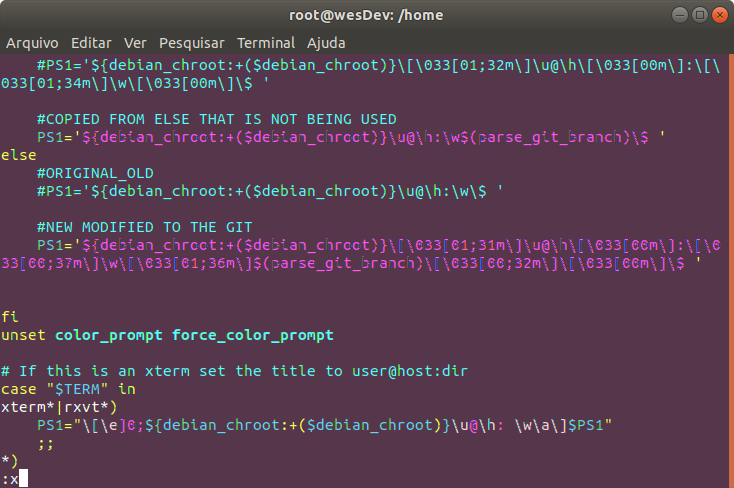 root@wesDev: /home
Arquivo Editar Ver Pesquisar Terminal Ajuda
#PS1='${debian_chroot:+($debian_chroot)}\[\033[01;32m\]\u@\h\[\033[00m\]:\[\
033[01;34m\]\w\[\033[00m\]\$ '
#COPIED FROM ELSE THAT IS NOT BEING USED
PS1='${debian_chroot:+($debian_chroot)}\u@\h:\w$(parse_git_branch)\$ '
else
#ORIGINAL_OLD
#PS1='${debian_chroot:+($debian_chroot)}\u@\h:\w\$ '
#NEW MODIFIED TO THE GIT
PS1='${debian_chroot:+($debian_chroot)}\[\033[01;31m\]\u@\h\[\033[00m\]:\[\0
33[00;37m\]\w\[\033[01;36m\]$(parse_git_branch)\[\033[00;32m\]\[\033[00m\]\$ '
fi
unset color_prompt force_color_prompt
# If this is an xterm set the title to user@host:dir
case "$TERM" in
xterm*|rxvt*)
PS1="\[\e]0;${debian_chroot:+($debian_chroot)}\u@\h: \w\a\]$PS1"
;;
*)
:x